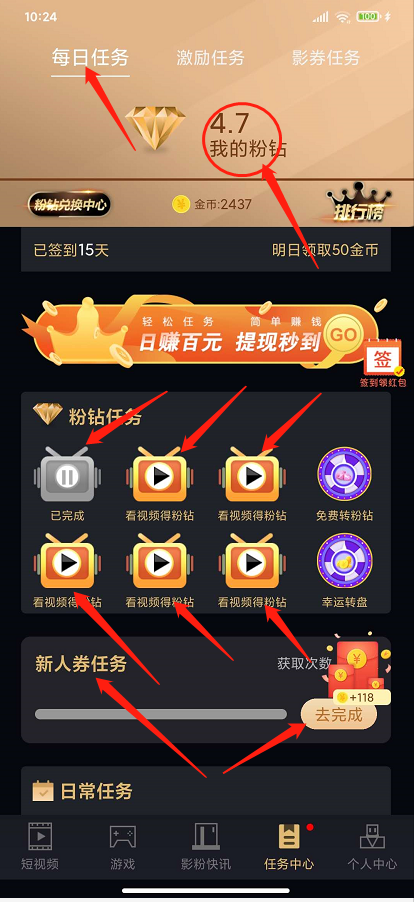 10:24
100
每日任务
激励任务
影券任务
4.7
我的粉钻
粉钻兑换中心
金币:2437
排行榜
已签到15天
明日领取50金币
轻松任务 简单赚钱
日赚百元 提现秒到
GO
签
签到领红包
粉钻任务
已完成
看视频得粉钻
看视频得粉钻
免费转粉钻
看视频得粉钻
看视频得粉钻
看视频得粉钻
幸运转盘
新人券任务
获取次数
+118
去完成
日常任务
短视频
游戏
影粉快讯
任务中心
个人中心